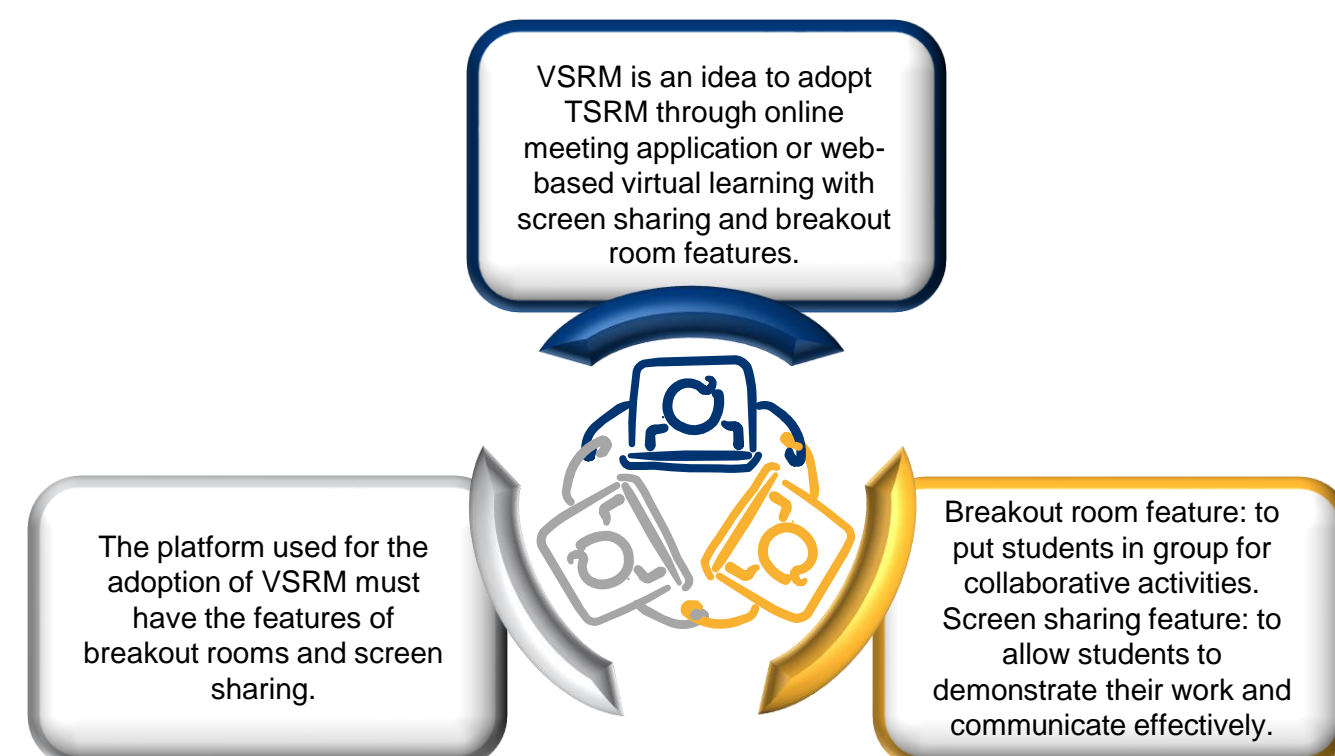 VSRM is an idea to adopt
TSRM through online
meeting application or web-
based virtual learning with
screen sharing and breakout
room features.
The platform used for the
adoption of VSRM must
have the features of
breakout rooms and screen
sharing.
Breakout room feature: to
put students in group for
collaborative activities.
Screen sharing feature: to
allow students to
demonstrate their work and
communicate effectively.